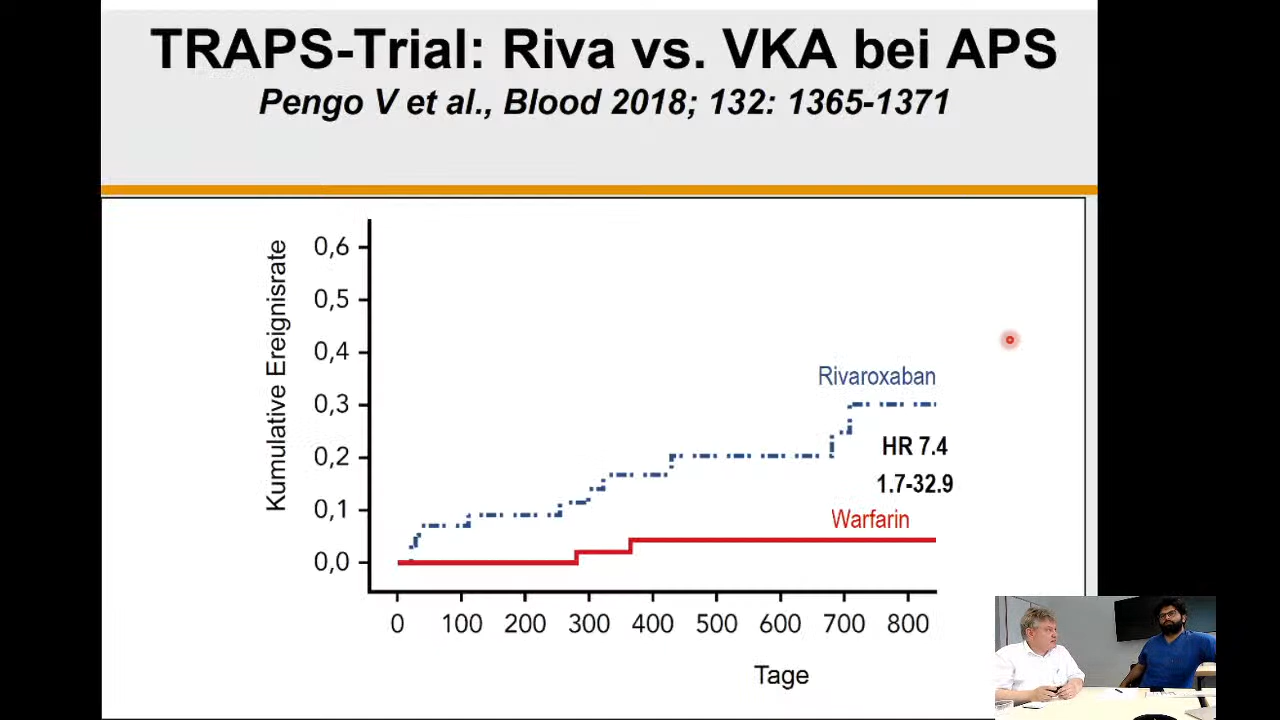 TRAPS-Trial: Riva vs. VKA bei APS
Pengo V et al., Blood 2018; 132: 1365-1371
Kumulative Ereignisrate
0,6
0,5
0,4
0,3
0,2
0,1
0,0
Rivaroxaban
HR 7.4
1.7-32.9
Warfarin
0 100 200 300 400 500 600 700 800
Tage